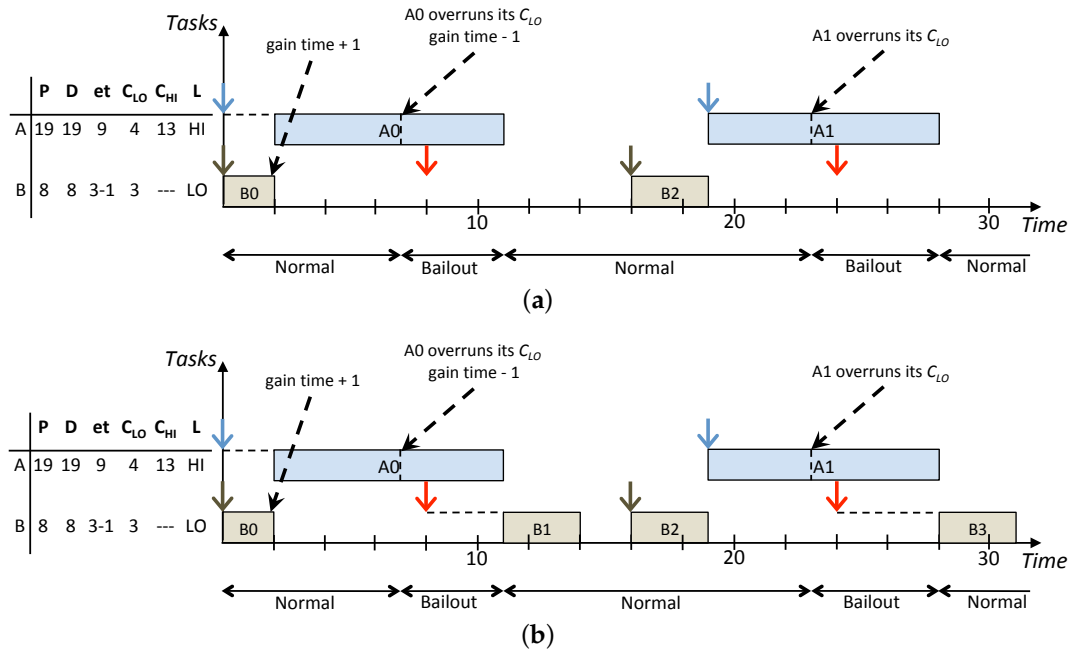 Tasks
A0 overruns its CLO
gain time - 1
gain time + 1
A1 overruns its CLO
P D et CLO CHI L
A 19 19 9 4 13 HI
B 8 8 3-1 3 --- LO
A0
A1
B0
B2
10
20
30
Time
Normal
Bailout
Normal
Bailout
Normal
(a)
Tasks
A0 overruns its CLO
gain time - 1
gain time + 1
A1 overruns its CLO
P D et CLO CHI L
A 19 19 9 4 13 HI
B 8 8 3-1 3 --- LO
A0
A1
B0
B1
B2
B3
10
20
30
Time
Normal
Bailout
Normal
Bailout
Normal
(b)